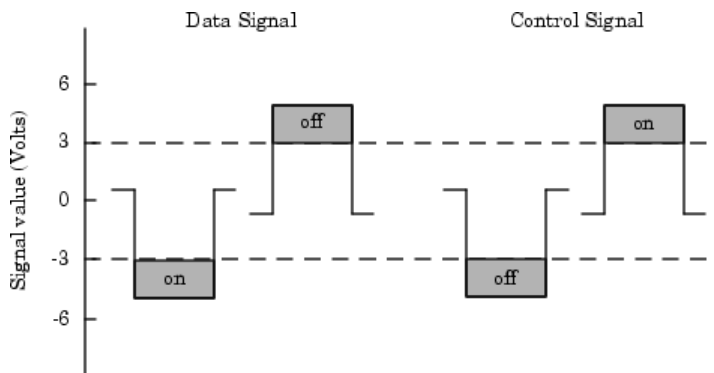 Data Signal
Control Signal
Signal value (Volts)
6
3
0
-3
-6
off
on
on
off